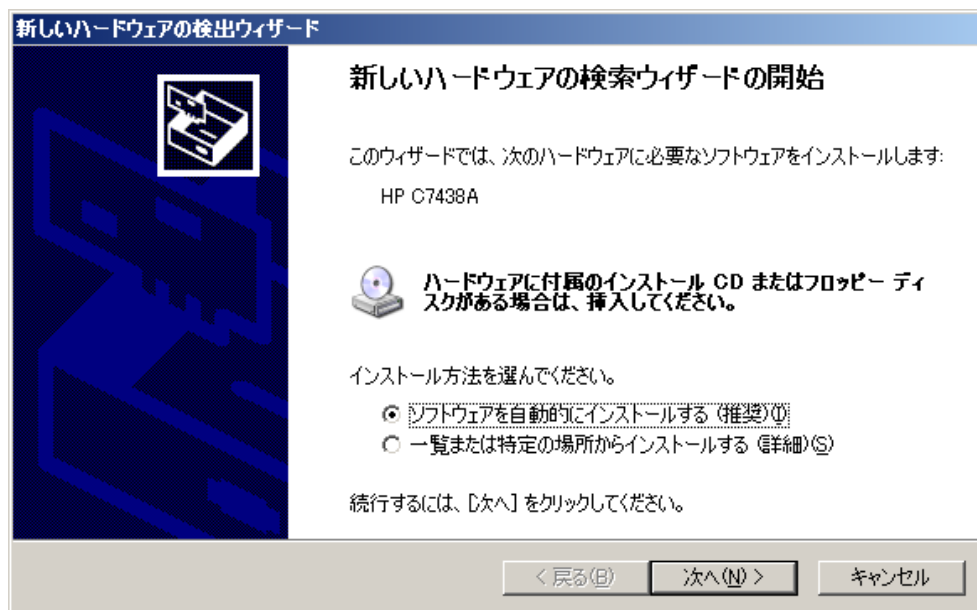 新しいハードウェアの検出ウィザード
新しいハードウェアの検索ウィザードの開始
このウィザードでは、次のハードウェアに必要なソフトウェアをインストールします:
HP C7438A
ハードウェアに付属のインストール CD またはフロッピー ディ
スクがある場合は、挿入してください。
インストール方法を選んでください。
ソフトウェアを自動的にインストールする (推奨)(I)
一覧または特定の場所からインストールする (詳細)(S)
続行するには、[次へ] をクリックしてください。
< 戻る(B) 次へ(N) > キャンセル